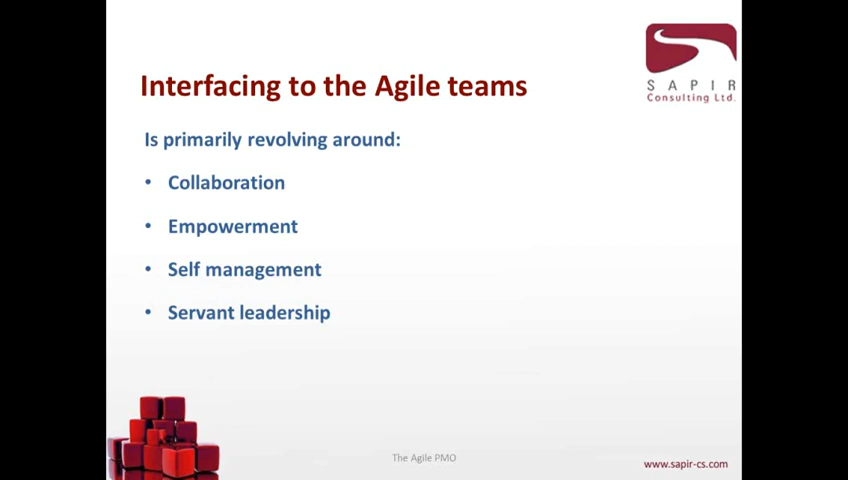 SAPIR
Consulting Ltd.
Interfacing to the Agile teams
Is primarily revolving around:
• Collaboration
• Empowerment
• Self management
• Servant leadership
The Agile PMO
www.sapir-cs.com